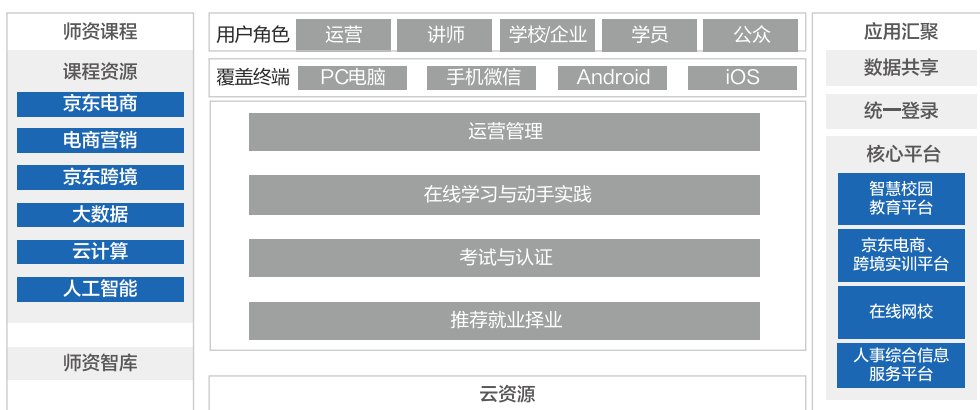 师资课程
课程资源
京东电商
电商营销
京东跨境
大数据
云计算
人工智能
师资智库
用户角色 运营 讲师 学校/企业 学员 公众
覆盖终端 PC电脑 手机微信 Android iOS
运营管理
在线学习与动手实践
考试与认证
推荐就业择业
云资源
应用汇聚
数据共享
统一登录
核心平台
智慧校园
教育平台
京东电商、
跨境实训平台
在线网校
人事综合信息
服务平台